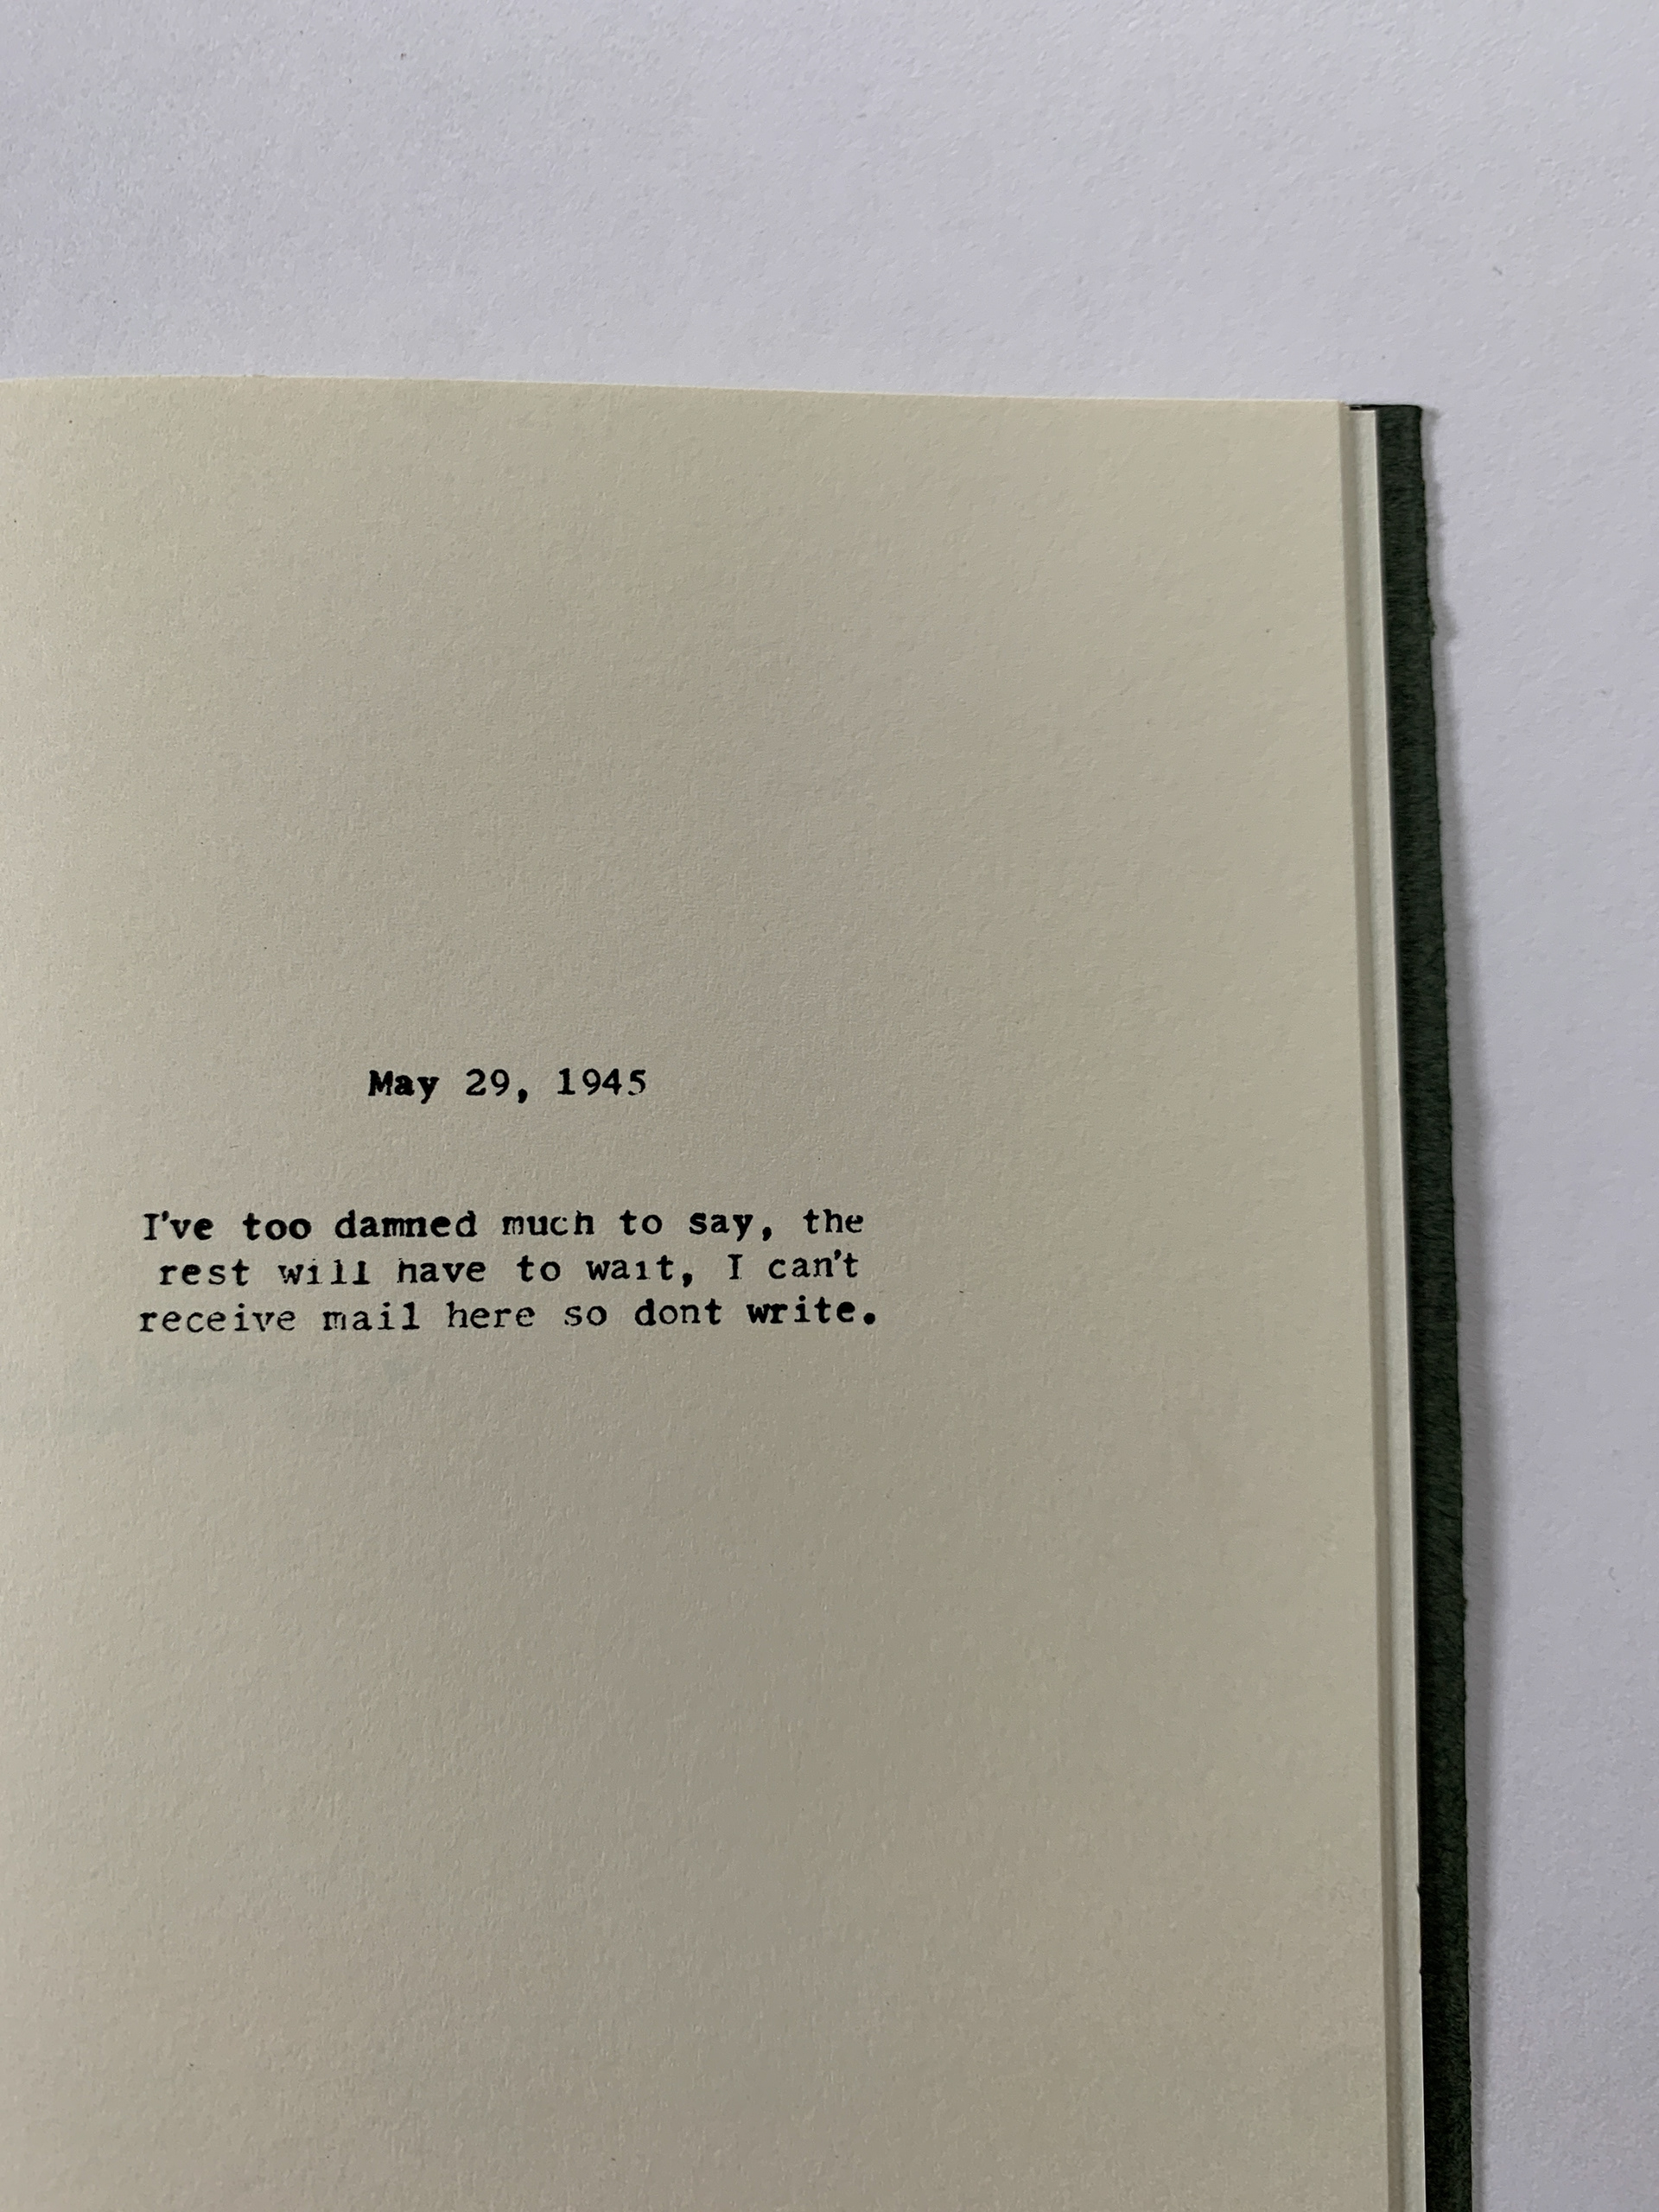 May 29, 1945
I've too damned much to say, the
rest will have to wait, I can't
receive mail here so dont write.